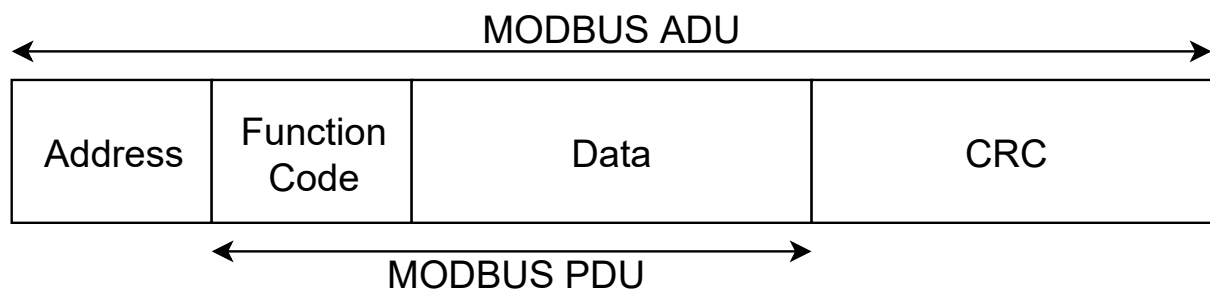 MODBUS ADU
Address
Function
Code
Data
CRC
MODBUS PDU